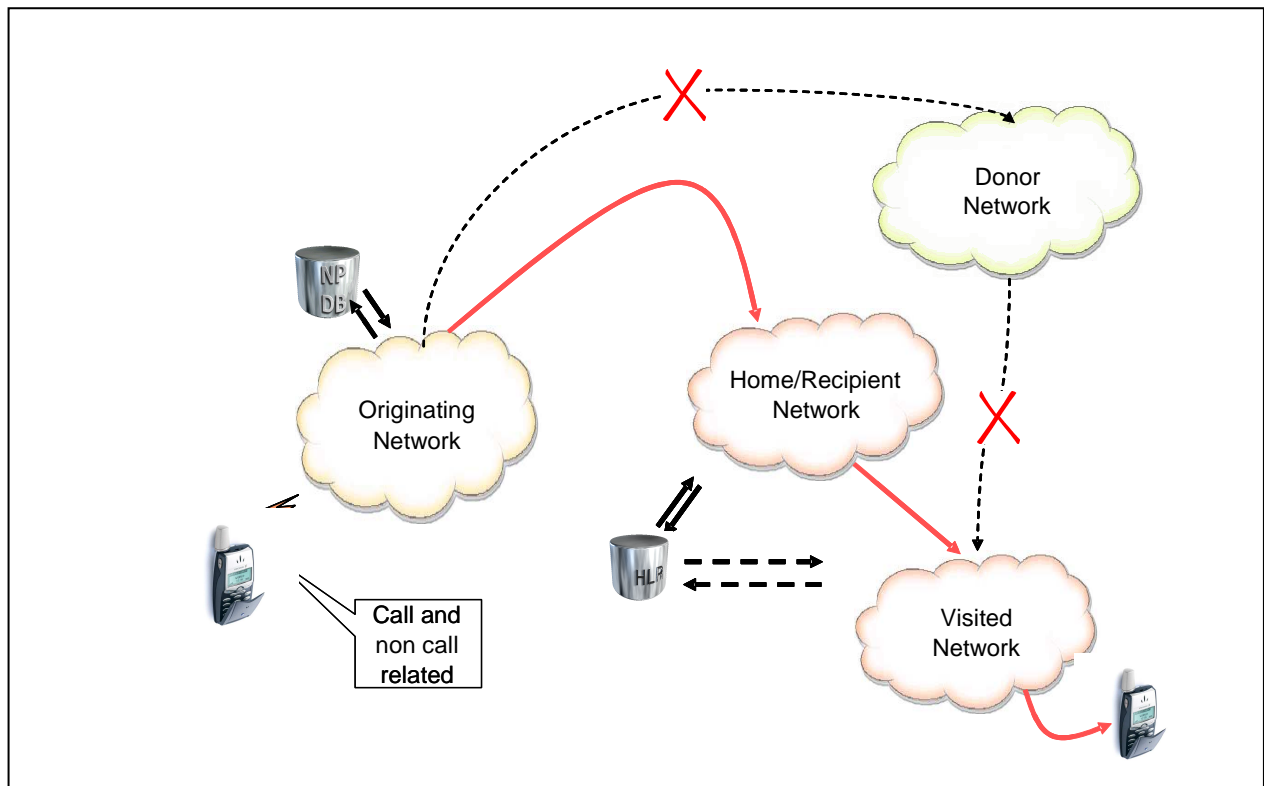 Donor
Network
NP
DB
Home/Recipient
Network
Originating
Network
HLR
Call and
non call
related
Visited
Network